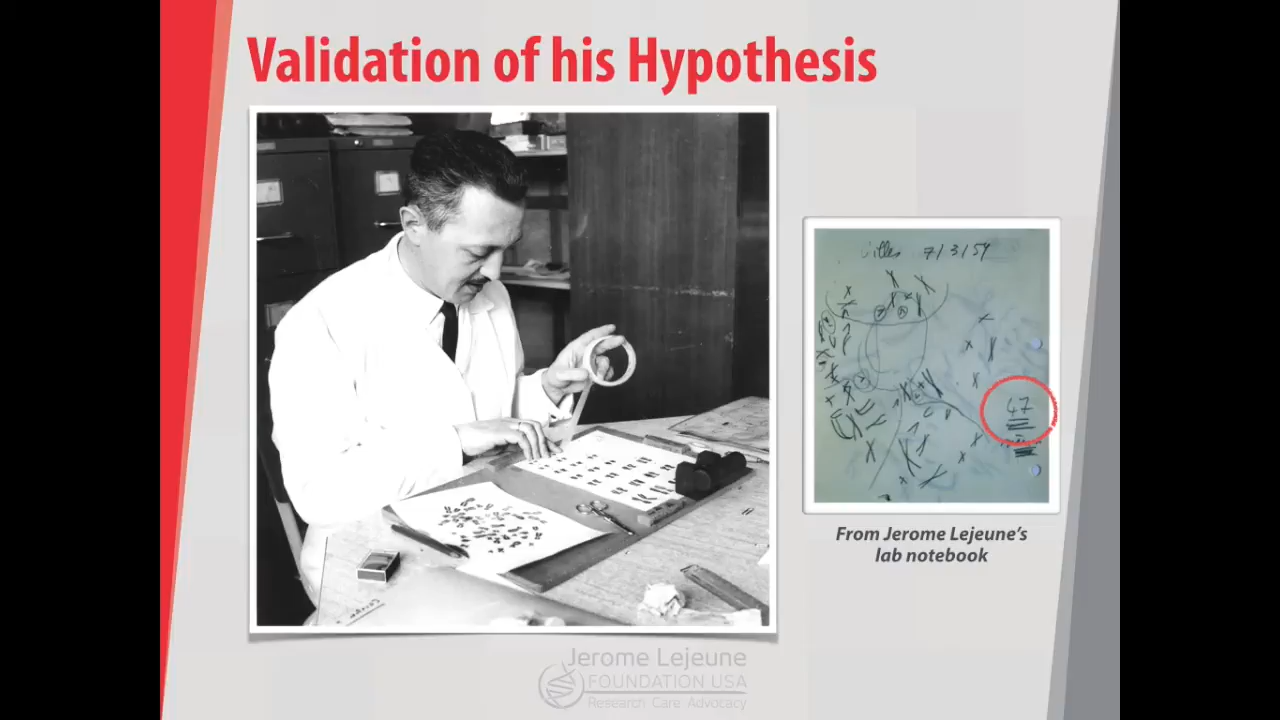 Validation of his Hypothesis
7/3/59
47
From Jerome Lejeune's
lab notebook
Jerome Lejeune
FOUNDATION USA
Research Care Advocacy